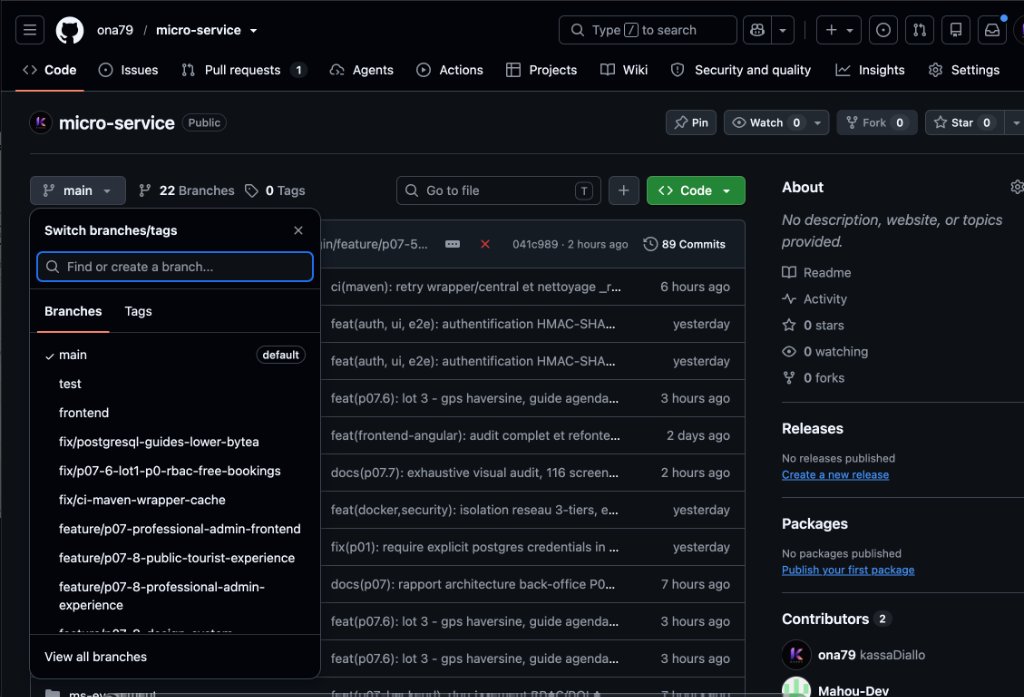 ona79 / micro-service
Type / to search
Code
Issues
Pull requests 1
Agents
Actions
Projects
Wiki
Security and quality
Insights
Settings
micro-service Public
Pin
Watch 0
Fork 0
Star 0
main
22 Branches
0 Tags
Go to file T
Code
Switch branches/tags
Find or create a branch...
Branches
Tags
main default
test
frontend
fix/postgresql-guides-lower-bytea
fix/p07-6-lot1-p0-rbac-free-bookings
fix/ci-maven-wrapper-cache
feature/p07-professional-admin-frontend
feature/p07-8-public-tourist-experience
feature/p07-8-professional-admin-
experience
View all branches
in/feature/p07-5... 041c989 · 2 hours ago 89 Commits
ci(maven): retry wrapper/central et nettoyage _r... 6 hours ago
feat(auth, ui, e2e): authentification HMAC-SHA... yesterday
feat(auth, ui, e2e): authentification HMAC-SHA... yesterday
feat(p07.6): lot 3 - gps haversine, guide agenda... 3 hours ago
feat(frontend-angular): audit complet et refonte... 2 days ago
docs(p07.7): exhaustive visual audit, 116 screen... 2 hours ago
feat(docker,security): isolation reseau 3-tiers, e... yesterday
fix(p01): require explicit postgres credentials in ... yesterday
docs(p07): rapport architecture back-office P0... 7 hours ago
feat(p07.6): lot 3 - gps haversine, guide agenda... 3 hours ago
feat(p07.6): lot 3 - gps haversine, guide agenda... 3 hours ago
About
No description, website, or topics
provided.
Readme
Activity
0 stars
0 watching
0 forks
Releases
No releases published
Create a new release
Packages
No packages published
Publish your first package
Contributors 2
ona79 kassaDiallo
Mahou-Dev